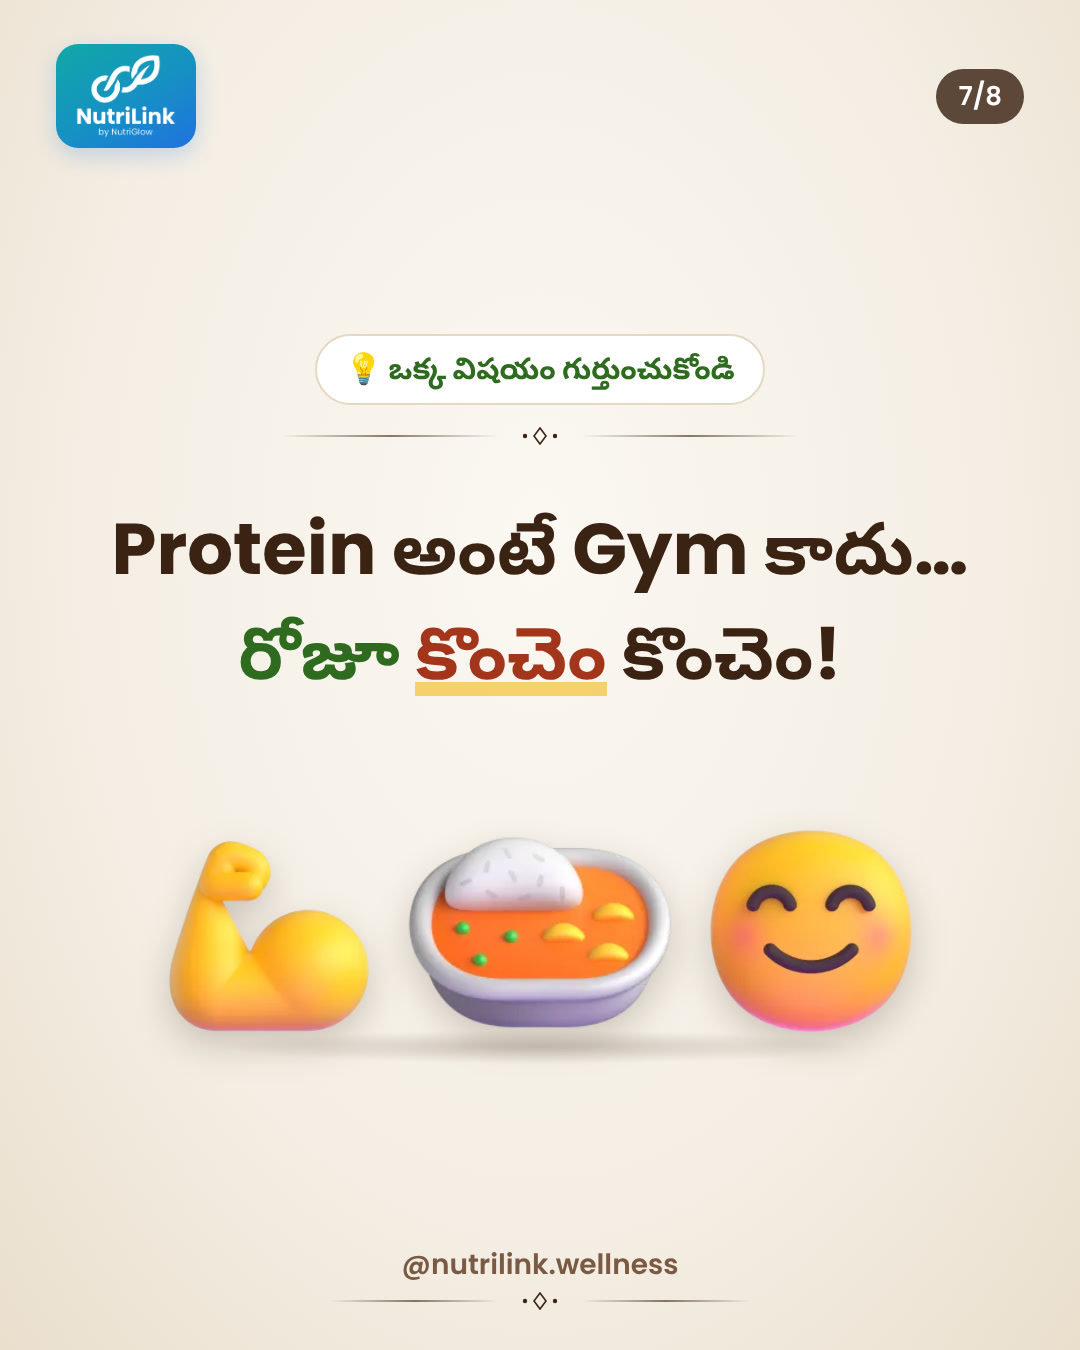 NutriLink
by NutriGlow
7/8
💡 ఒక్క విషయం గుర్తుంచుకోండి
Protein అంటే Gym కాదు...
రోజూ కొంచెం కొంచెం!
@nutrilink.wellness